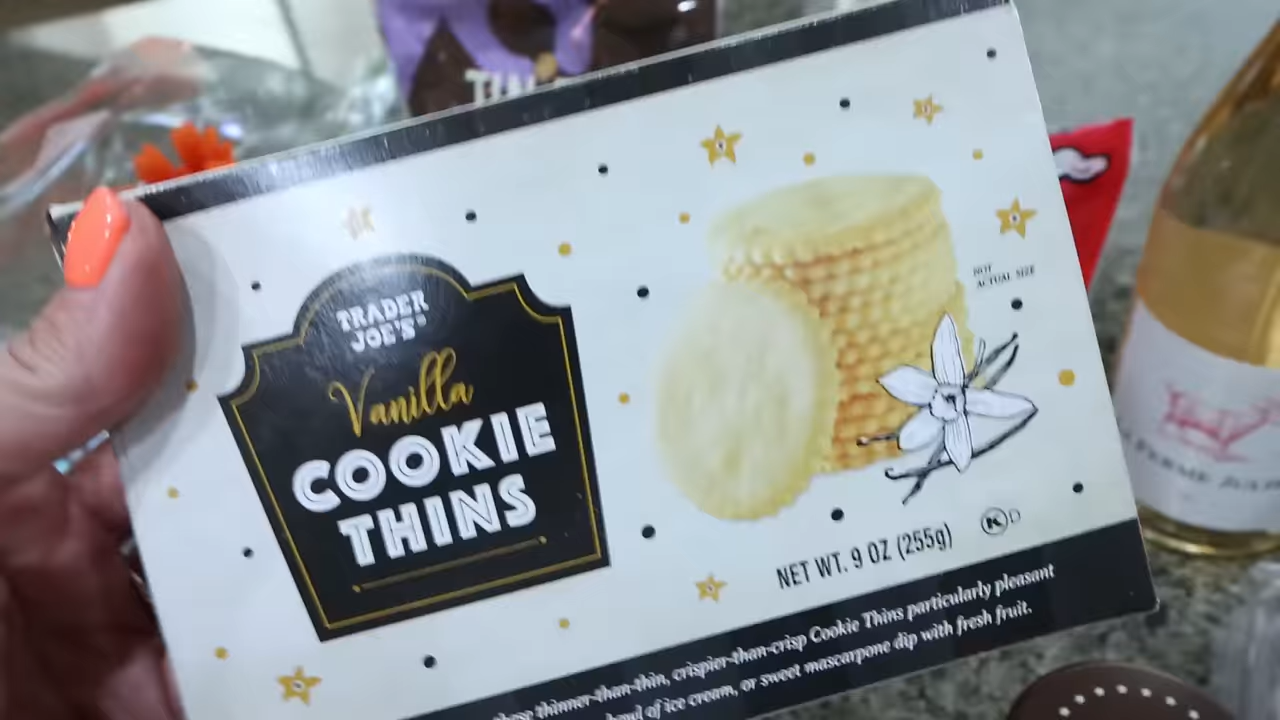 TRADER
JOE'S
Vanilla
COOKIE
THINS
NOT
ACTUAL SIZE
NET WT. 9 OZ (255g)
K D
these thinner-than-thin, crispier-than-crisp Cookie Thins particularly pleasant
bowl of ice cream, or sweet mascarpone dip with fresh fruit.